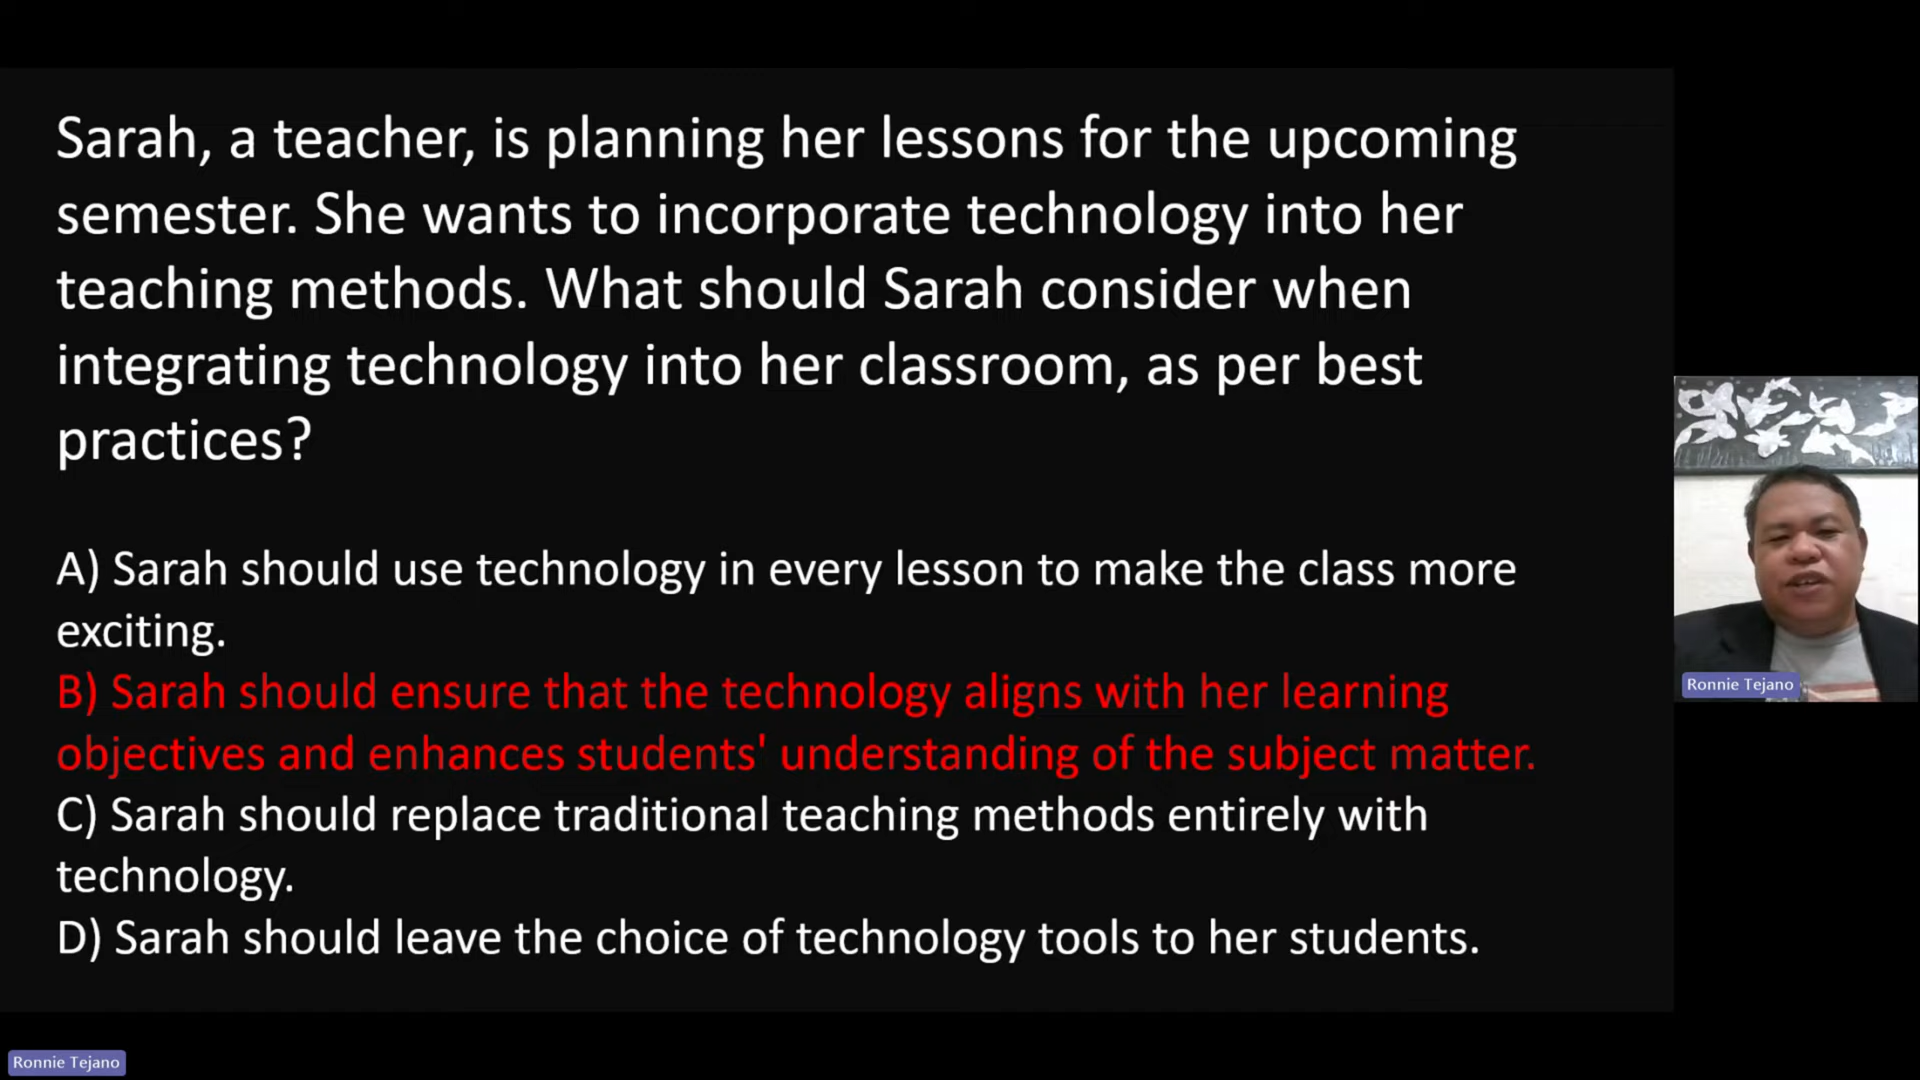 Sarah, a teacher, is planning her lessons for the upcoming
semester. She wants to incorporate technology into her
teaching methods. What should Sarah consider when
integrating technology into her classroom, as per best
practices?
A) Sarah should use technology in every lesson to make the class more
exciting.
B) Sarah should ensure that the technology aligns with her learning
objectives and enhances students' understanding of the subject matter.
C) Sarah should replace traditional teaching methods entirely with
technology.
D) Sarah should leave the choice of technology tools to her students.
Ronnie Tejano
Ronnie Tejano